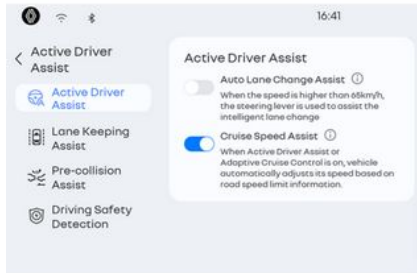 16:41
Active Driver
Assist
Active Driver
Assist
Lane Keeping
Assist
Pre-collision
Assist
Driving Safety
Detection
Active Driver Assist
Auto Lane Change Assist
When the speed is higher than 65km/h,
the steering lever is used to assist the
intelligent lane change
Cruise Speed Assist
When Active Driver Assist or
Adaptive Cruise Control is on, vehicle
automatically adjusts its speed based on
road speed limit information.